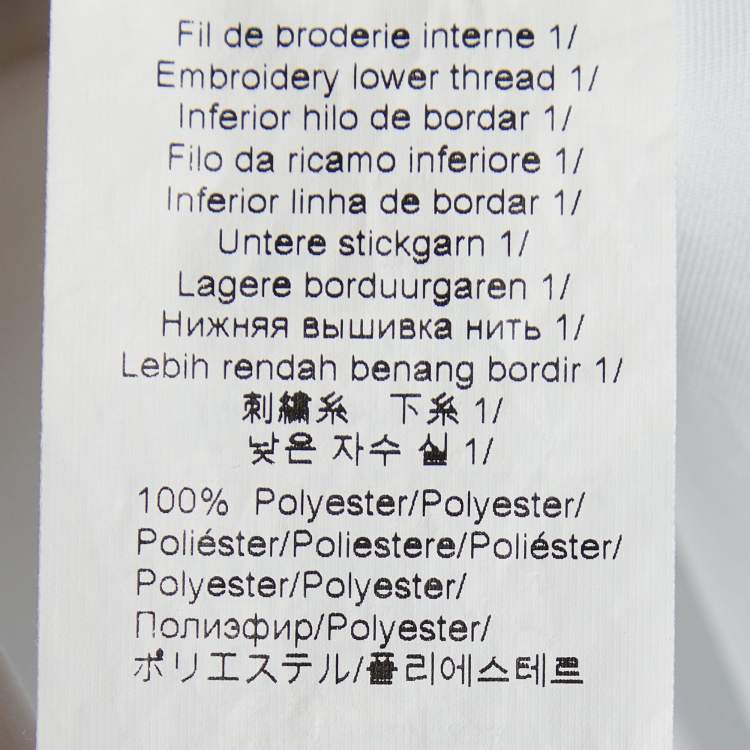 Fil de broderie interne 1/
Embroidery lower thread 1/
Inferior hilo de bordar 1/
Filo da ricamo inferiore 1/
Inferior linha de bordar 1/
Untere stickgarn 1/
Lagere borduurgaren 1/
Нижняя вышивка нить 1/
Lebih rendah benang bordir 1/
刺繍糸　下糸 1/
낮은 자수 실 1/
100% Polyester/Polyester/
Poliéster/Poliestere/Poliéster/
Polyester/Polyester/
Полиэфир/Polyester/
ポリエステル/폴리에스테르